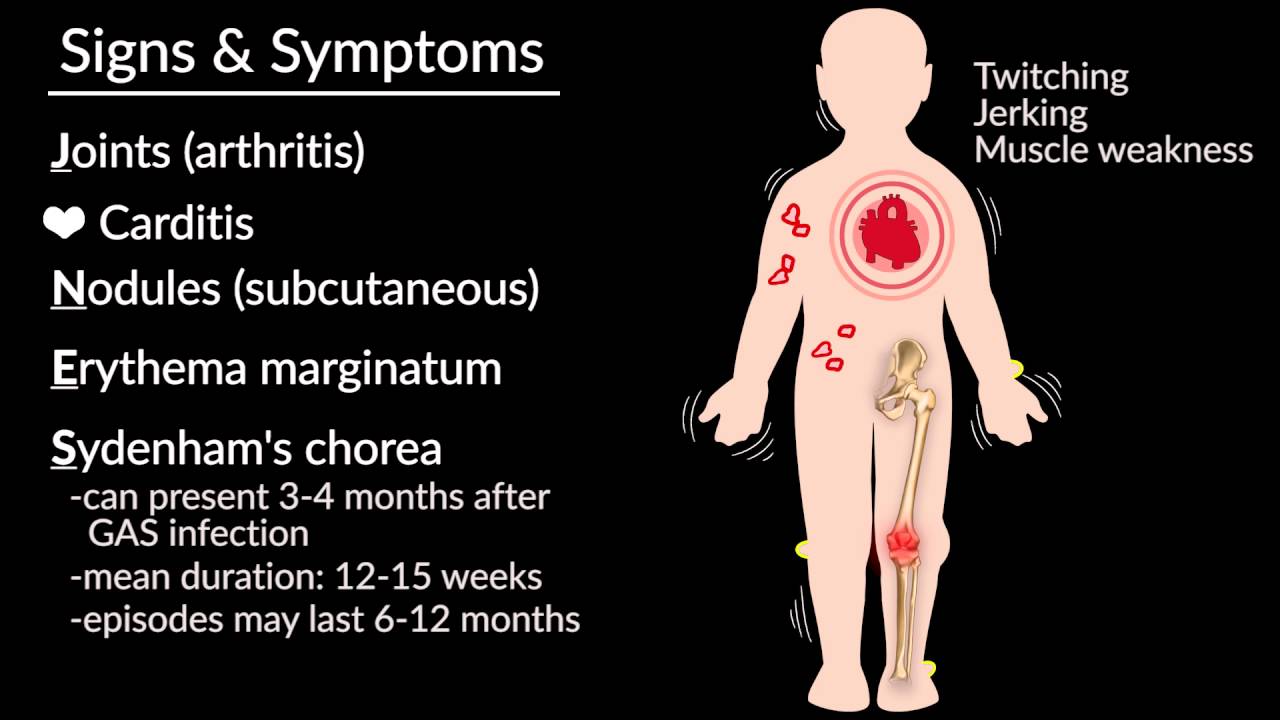 Signs & Symptoms
Joints (arthritis)
Carditis
Nodules (subcutaneous)
Erythema marginatum
Sydenham's chorea
-can present 3-4 months after
GAS infection
-mean duration: 12-15 weeks
-episodes may last 6-12 months
Twitching
Jerking
Muscle weakness